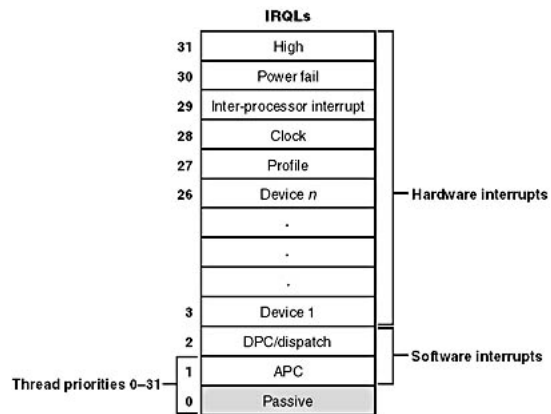 IRQLs
31 High
30 Power fail
29 Inter-processor interrupt
28 Clock
27 Profile
26 Device n
Hardware interrupts
.
.
.
3 Device 1
2 DPC/dispatch
Software interrupts
1 APC
Thread priorities 0–31
0 Passive